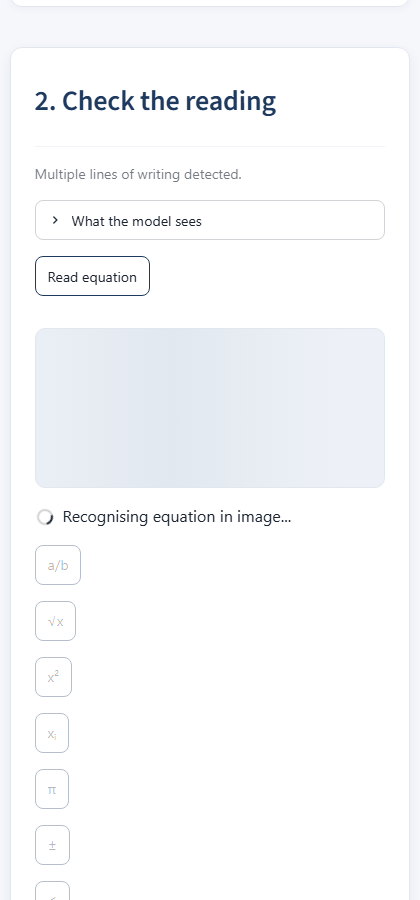 2. Check the reading
Multiple lines of writing detected.
What the model sees
Read equation
Recognising equation in image...
a/b
√x
x²
xᵢ
π
±